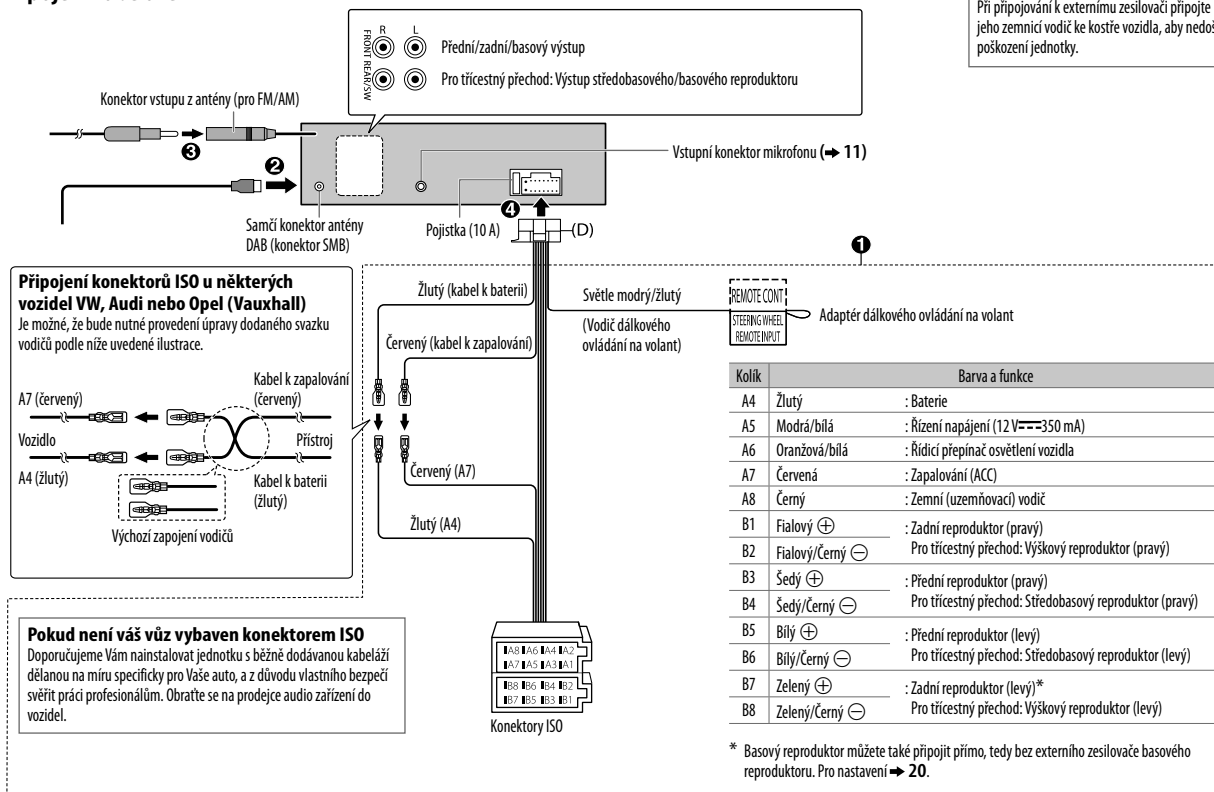 Při připojování k externímu zesilovači připojte
jeho zemnicí vodič ke kostře vozidla, aby
poškození jednotky.
R L
FRONT REAR/SW
Přední/zadní/basový výstup
Pro třícestný přechod: Výstup středobasového/basového reproduktoru
Konektor vstupu z antény (pro FM/AM)
3
2
Vstupní konektor mikrofonu (➜ 11)
4
Samčí konektor antény
DAB (konektor SMB)
Pojistka (10 A)
(D)
1
Připojení konektorů ISO u některých
vozidel VW, Audi nebo Opel (Vauxhall)
Je možné, že bude nutné provedení úpravy dodaného svazku
vodičů podle níže uvedené ilustrace.
A7 (červený)
Kabel k zapalování
(červený)
Vozidlo
Přístroj
A4 (žlutý)
Kabel k baterii
(žlutý)
Výchozí zapojení vodičů
Žlutý (kabel k baterii)
Červený (kabel k zapalování)
Červený (A7)
Žlutý (A4)
Světle modrý/žlutý
(Vodič dálkového
ovládání na volant)
REMOTE CONT
STEERING WHEEL
REMOTE INPUT
Adaptér dálkového ovládání na volant
Kolík Barva a funkce
A4 Žlutý : Baterie
A5 Modrá/bílá : Řízení napájení (12 V⎓350 mA)
A6 Oranžová/bílá : Řídicí přepínač osvětlení vozidla
A7 Červená : Zapalování (ACC)
A8 Černý : Zemní (uzemňovací) vodič
B1 Fialový ⊕ : Zadní reproduktor (pravý)
B2 Fialový/Černý ⊖ Pro třícestný přechod: Výškový reproduktor (pravý)
B3 Šedý ⊕ : Přední reproduktor (pravý)
B4 Šedý/Černý ⊖ Pro třícestný přechod: Středobasový reproduktor (pravý)
B5 Bílý ⊕ : Přední reproduktor (levý)
B6 Bílý/Černý ⊖ Pro třícestný přechod: Středobasový reproduktor (levý)
B7 Zelený ⊕ : Zadní reproduktor (levý)*
B8 Zelený/Černý ⊖ Pro třícestný přechod: Výškový reproduktor (levý)
* Basový reproduktor můžete také připojit přímo, tedy bez externího zesilovače basového
reproduktoru. Pro nastavení ➜ 20.
Pokud není váš vůz vybaven konektorem ISO
Doporučujeme Vám nainstalovat jednotku s běžně dodávanou kabeláží
dělanou na míru specificky pro Vaše auto, a z důvodu vlastního bezpečí
svěřit práci profesionálům. Obraťte se na prodejce audio zařízení do
vozidel.
A8 A6 A4 A2
A7 A5 A3 A1
B8 B6 B4 B2
B7 B5 B3 B1
Konektory ISO